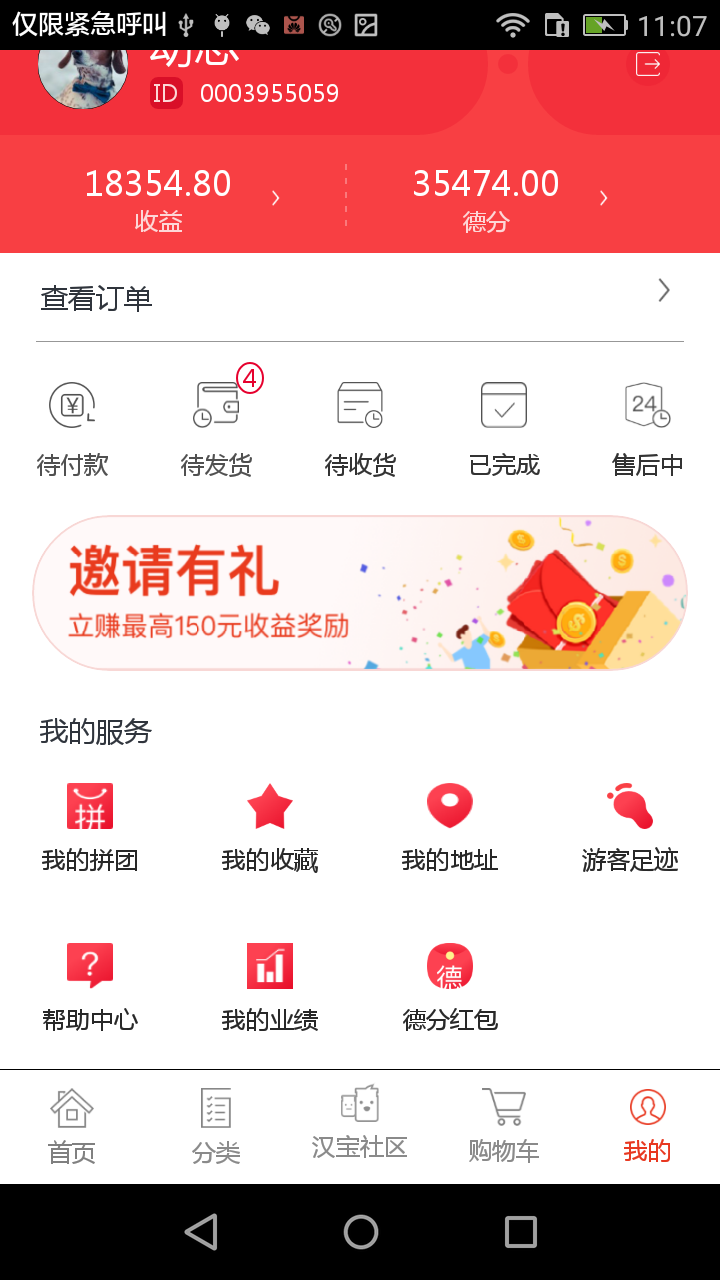 仅限紧急呼叫 11:07
ID 0003955059
18354.80 35474.00
收益 德分
查看订单
4
24
待付款 待发货 待收货 已完成 售后中
邀请有礼
立赚最高150元收益奖励
我的服务
拼
我的拼团 我的收藏 我的地址 游客足迹
? 德
帮助中心 我的业绩 德分红包
首页 分类 汉宝社区 购物车 我的